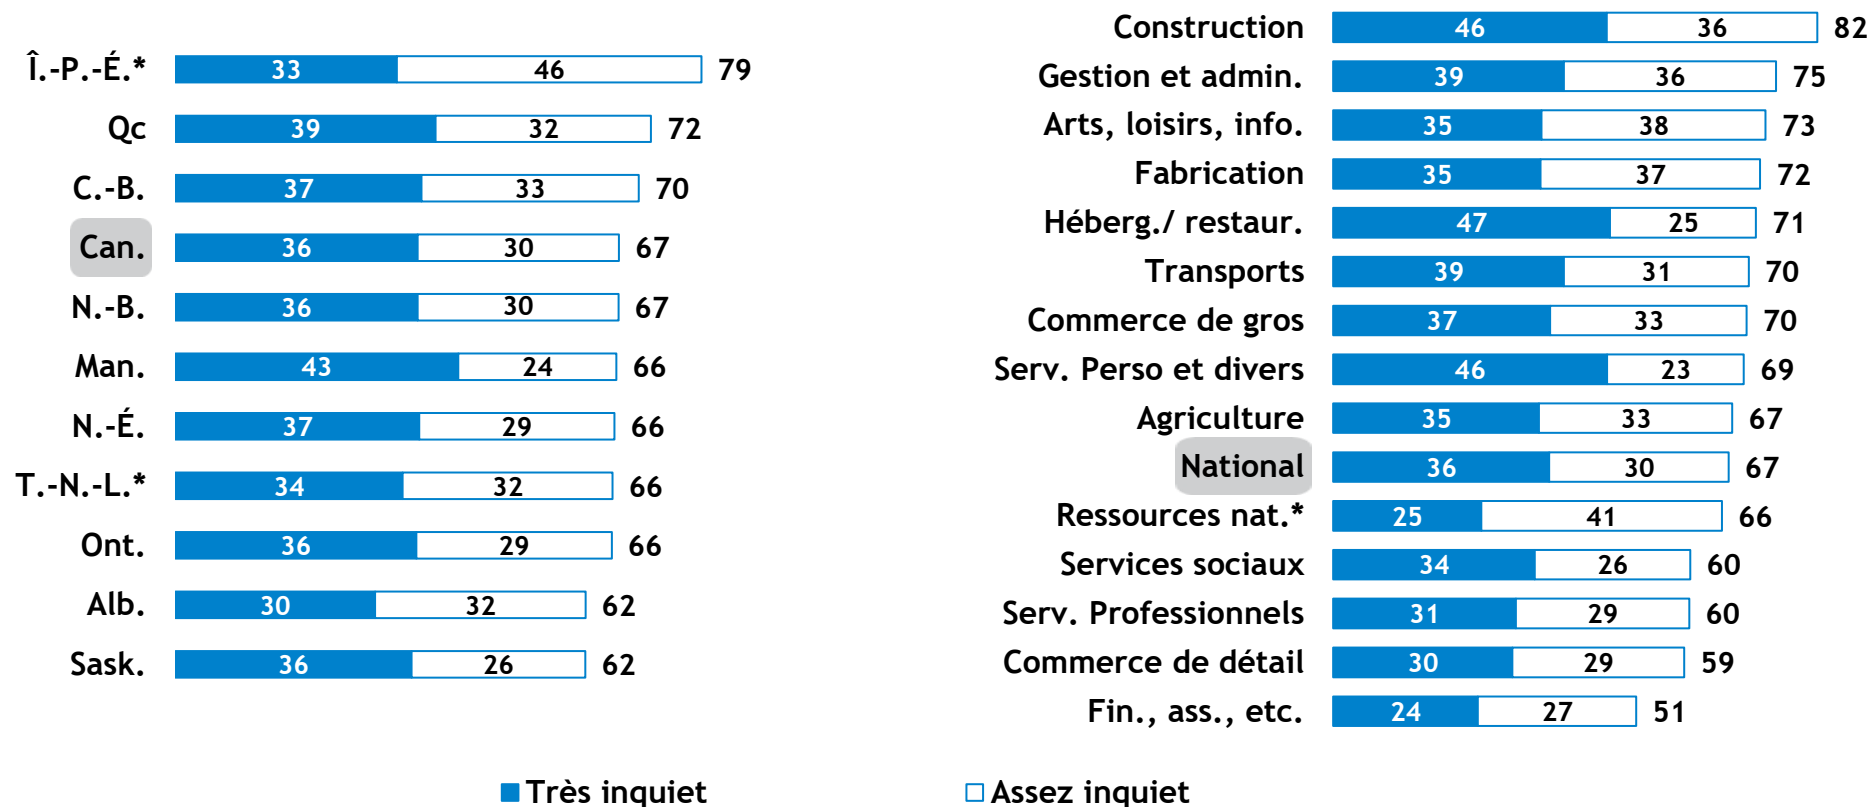 Î.-P.-É.* 33 46 79
Qc 39 32 72
C.-B. 37 33 70
Can. 36 30 67
N.-B. 36 30 67
Man. 43 24 66
N.-É. 37 29 66
T.-N.-L.* 34 32 66
Ont. 36 29 66
Alb. 30 32 62
Sask. 36 26 62
Construction 46 36 82
Gestion et admin. 39 36 75
Arts, loisirs, info. 35 38 73
Fabrication 35 37 72
Héberg./ restaur. 47 25 71
Transports 39 31 70
Commerce de gros 37 33 70
Serv. Perso et divers 46 23 69
Agriculture 35 33 67
National 36 30 67
Ressources nat.* 25 41 66
Services sociaux 34 26 60
Serv. Professionnels 31 29 60
Commerce de détail 30 29 59
Fin., ass., etc. 24 27 51
Très inquiet
Assez inquiet